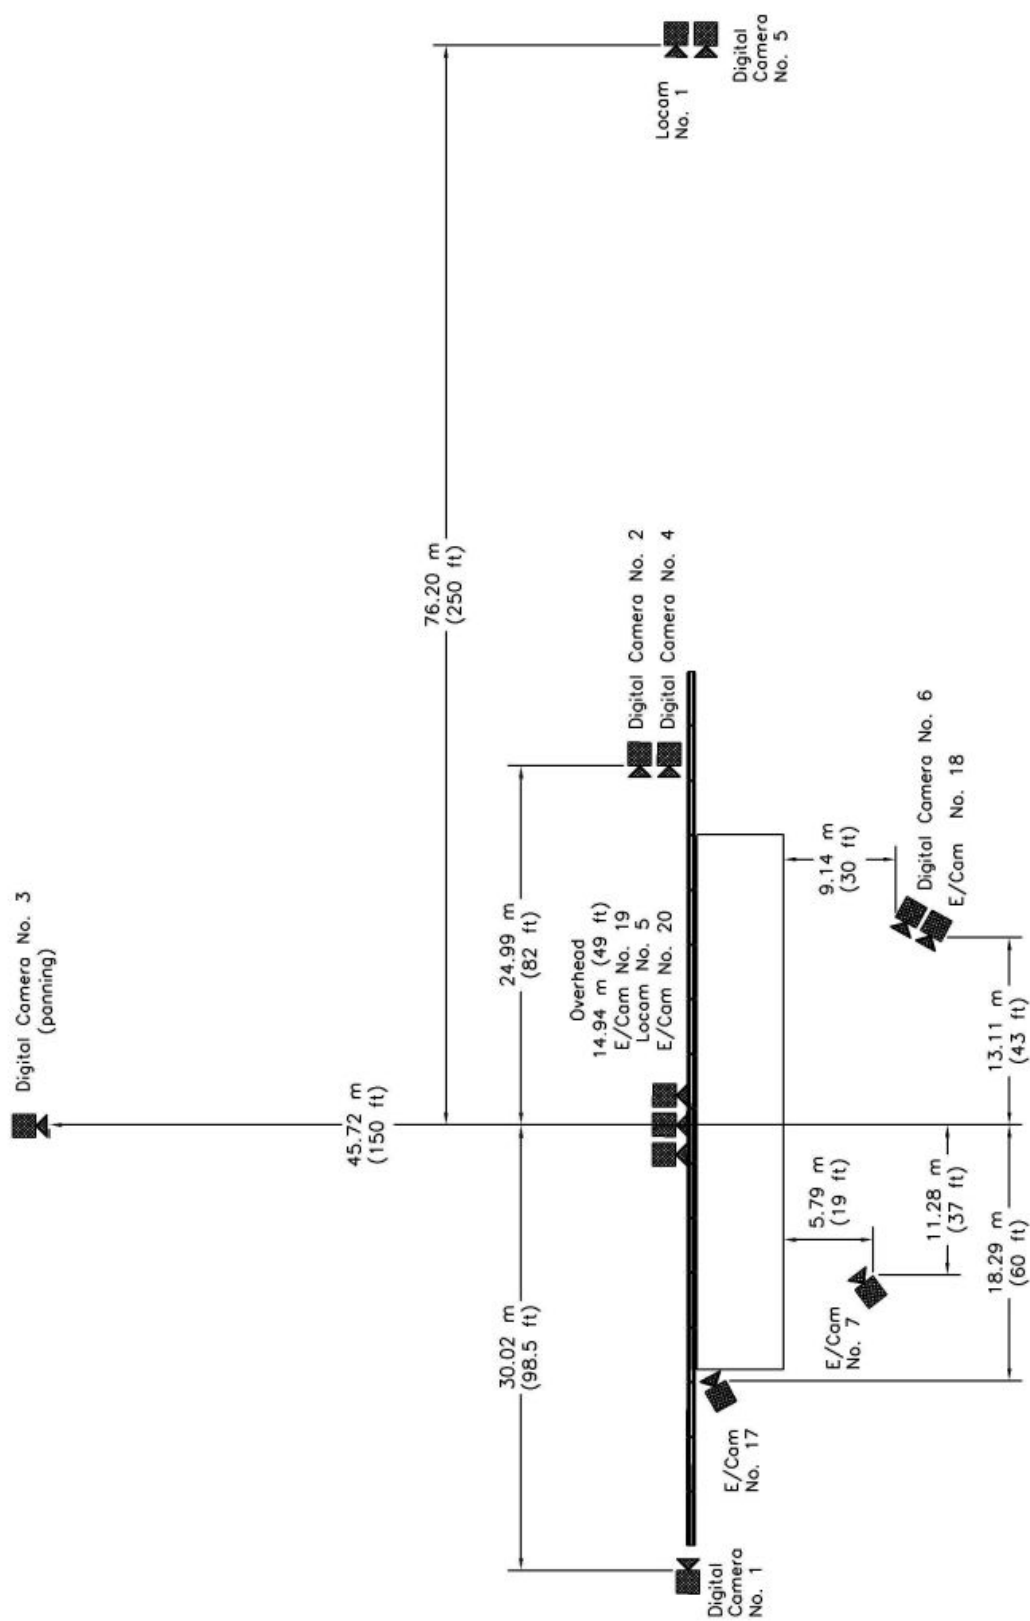 Digital Camera No. 3
(panning)
45.72 m
(150 ft)
76.20 m
(250 ft)
Locam
No. 1
Digital
Camera
No. 5
30.02 m
(98.5 ft)
24.99 m
(82 ft)
Overhead
14.94 m (49 ft)
E/Cam No. 19
Locam No. 5
E/Cam No. 20
Digital Camera No. 2
Digital Camera No. 4
Digital
Camera
No. 1
E/Cam
No. 17
E/Cam
No. 7
5.79 m
(19 ft)
9.14 m
(30 ft)
Digital Camera No. 6
E/Cam No. 18
11.28 m
(37 ft)
18.29 m
(60 ft)
13.11 m
(43 ft)